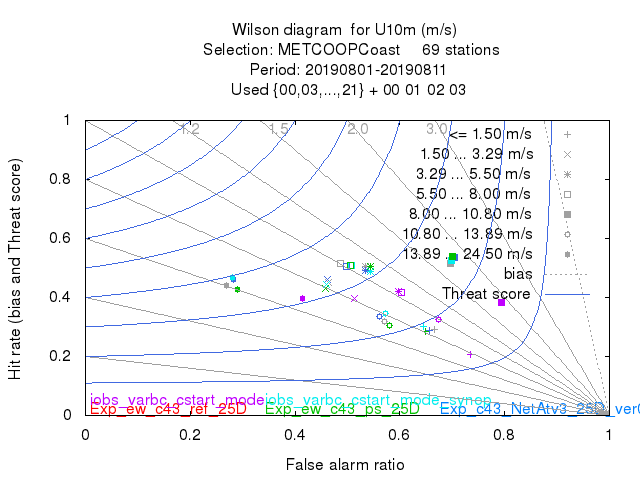 Wilson diagram  for U10m (m/s)
Selection: METCOOPCoast     69 stations
Period: 20190801-20190811
Used {00,03,...,21} + 00 01 02 03
Hit rate (bias and Threat score)
1
0.8
0.6
0.4
0.2
0
1.2
1.5
2.0
3.0
<= 1.50 m/s
1.50 ... 3.29 m/s
3.29 ... 5.50 m/s
5.50 ... 8.00 m/s
8.00 ... 10.80 m/s
10.80 ... 13.89 m/s
13.89 ... 24.50 m/s
bias
Threat score
iobs_varbc_cstart_mode
iobs_varbc_cstart_mode_synop
Exp_ew_c43_ref_25D
Exp_ew_c43_ps_25D
Exp_c43_NetAtv3_25D_ver0
0 0.2 0.4 0.6 0.8 1
False alarm ratio